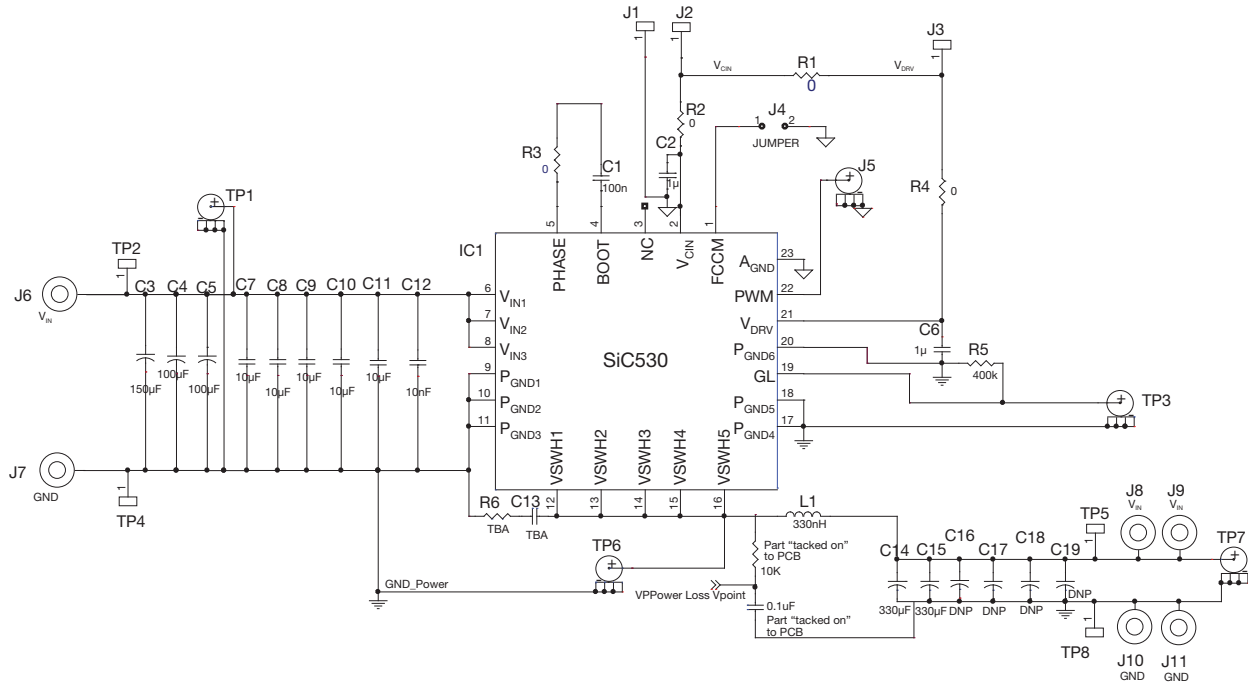 J1
1
J2
1
J3
1
V_CIN
R1
0
V_DRV
R2
0
J4
1
2
JUMPER
C2
1µ
R3
0
C1
100n
J5
R4
0
TP1
TP2
1
J6
V_IN
C3
150µF
C4
100µF
C5
100µF
C7
10µF
C8
10µF
C9
10µF
C10
10µF
C11
10µF
C12
10nF
IC1
SiC530
5
PHASE
4
BOOT
3
NC
2
V_CIN
1
FCCM
6
V_IN1
7
V_IN2
8
V_IN3
9
P_GND1
10
P_GND2
11
P_GND3
A_GND
23
PWM
22
V_DRV
21
P_GND6
20
GL
19
P_GND5
18
P_GND4
17
VSWH1
12
VSWH2
13
VSWH3
14
VSWH4
15
VSWH5
16
C6
1µ
R5
400k
TP3
J7
GND
1
TP4
R6
TBA
C13
TBA
L1
330nH
TP6
GND_Power
Part "tacked on"
to PCB
10K
VPPower Loss Vpoint
0.1uF
Part "tacked on"
to PCB
C14
330µF
C15
330µF
C16
DNP
C17
DNP
C18
DNP
C19
DNP
TP5
1
J8
V_IN
J9
V_IN
TP7
1
TP8
J10
GND
J11
GND